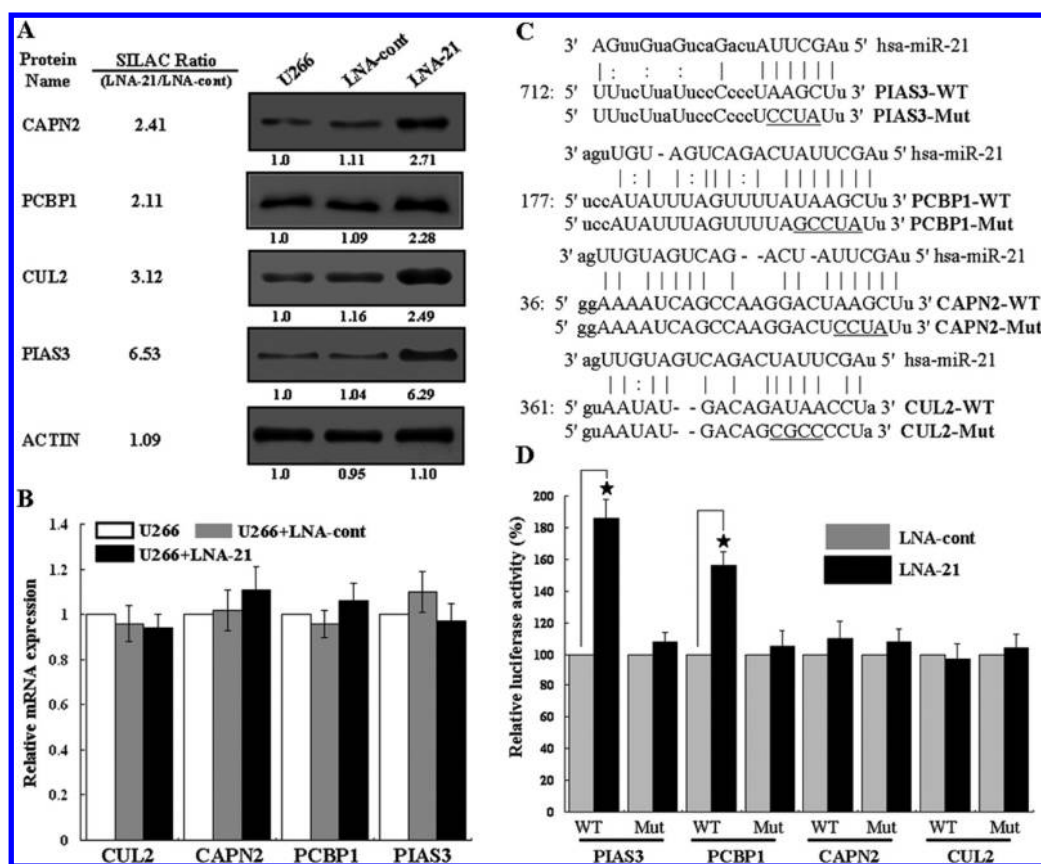 A
Protein Name
SILAC Ratio
(LNA-21/LNA-cont)
U266
LNA-cont
LNA-21
CAPN2 2.41
1.0 1.11 2.71
PCBP1 2.11
1.0 1.09 2.28
CUL2 3.12
1.0 1.16 2.49
PIAS3 6.53
1.0 1.04 6.29
ACTIN 1.09
1.0 0.95 1.10
B
U266
U266+LNA-cont
U266+LNA-21
Relative mRNA expression
1.4
1.2
1
0.8
0.6
0.4
0.2
0
CUL2 CAPN2 PCBP1 PIAS3
C
3' AGuuGuaGucaGacuAUUCGAu 5' hsa-miR-21
712: 5' UUucUuaUuccCcccUAAGCUu 3' PIAS3-WT
5' UUucUuaUuccCcccUCCUAUu 3' PIAS3-Mut
3' aguUGU - AGUCAGACUAUUCGAu 5' hsa-miR-21
177: 5' uccAUAUUUAGUUUUAUAAGCUu 3' PCBP1-WT
5' uccAUAUUUAGUUUUAGCCUAUu 3' PCBP1-Mut
3' agUUGUAGUCAG - -ACU -AUUCGAu 5' hsa-miR-21
36: 5' ggAAAAUCAGCCAAGGACUAAGCUu 3' CAPN2-WT
5' ggAAAAUCAGCCAAGGACUCCUAUu 3' CAPN2-Mut
3' agUUGUAGUCAGACUAUUCGAu 5' hsa-miR-21
361: 5' guAAUAU- - GACAGAUAACCUa 3' CUL2-WT
5' guAAUAU- - GACAGCGCCCCUa 3' CUL2-Mut
D
Relative luciferase activity (%)
200
180
160
140
120
100
80
60
40
20
0
LNA-cont
LNA-21
WT Mut WT Mut WT Mut WT Mut
PIAS3 PCBP1 CAPN2 CUL2